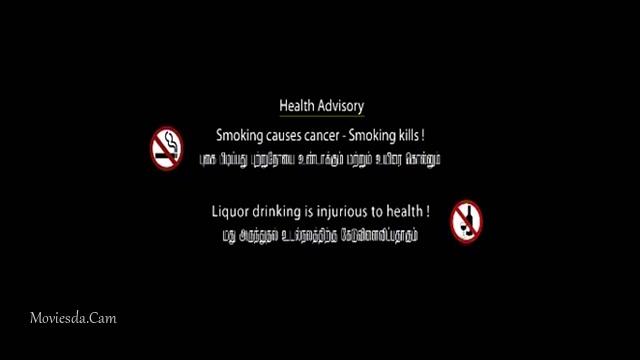 Health Advisory
Smoking causes cancer - Smoking kills !
புகை பிடிப்பது புற்றுநோயை உண்டாக்கும் மற்றும் உயிரை கொல்லும்
Liquor drinking is injurious to health !
மது அருந்துதல் உடல்நலத்திற்கு கேடுவிளைவிப்பதாகும்
Moviesda.Cam